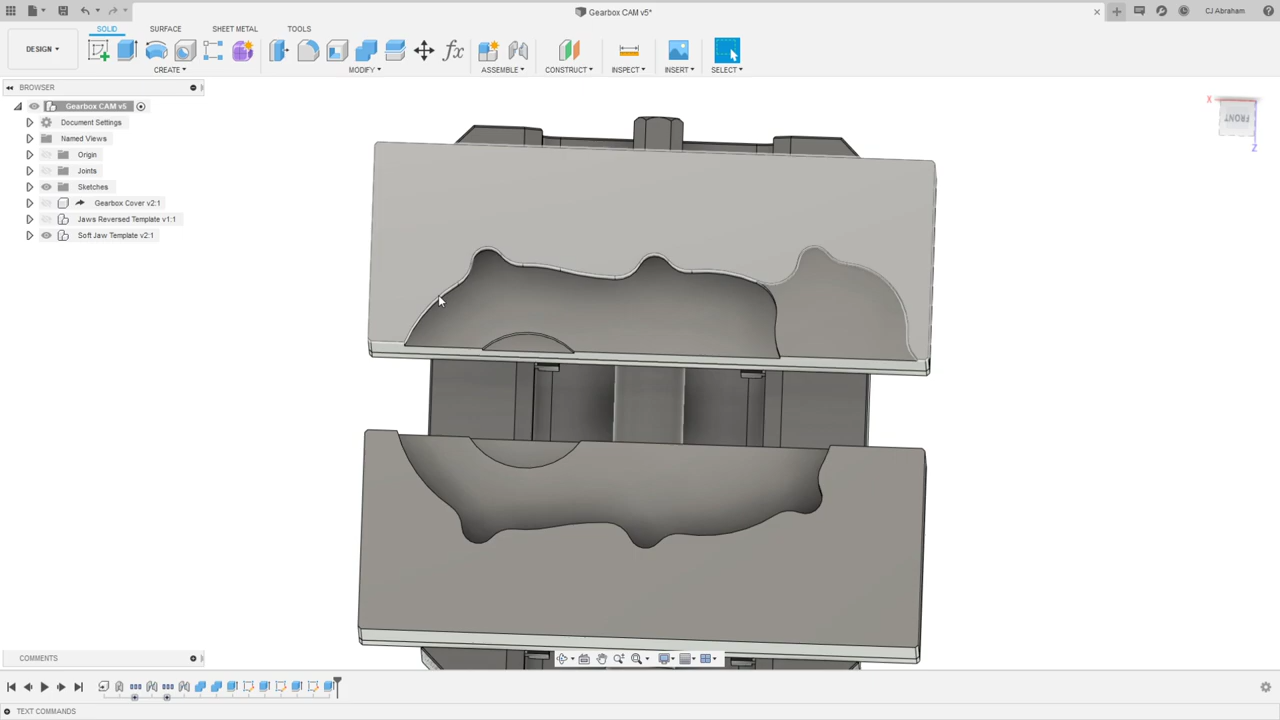 Gearbox CAM v5*
CJ Abraham
DESIGN
SOLID SURFACE SHEET METAL TOOLS
CREATE MODIFY ASSEMBLE CONSTRUCT INSPECT INSERT SELECT
fx
BROWSER
Gearbox CAM v5
Document Settings
Named Views
Origin
Joints
Sketches
Gearbox Cover v2:1
Jaws Reversed Template v1:1
Soft Jaw Template v2:1
X
FRONT
Z
COMMENTS
TEXT COMMANDS